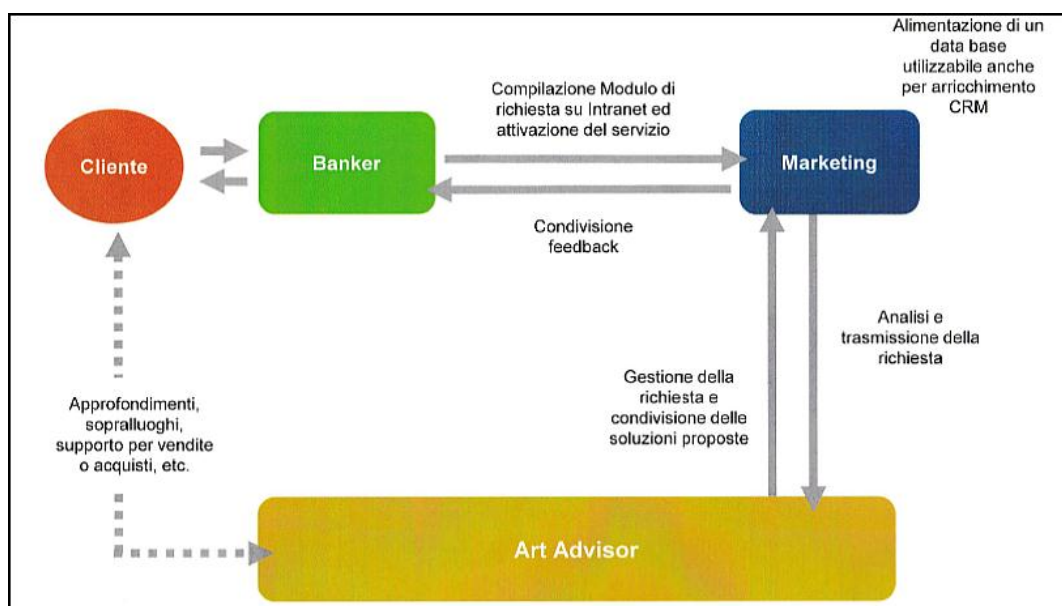 Alimentazione di un
data base
utilizzabile anche
per arricchimento
CRM
Compilazione Modulo di
richiesta su Intranet ed
attivazione del servizio
Cliente
Banker
Marketing
Condivisione
feedback
Analisi e
trasmissione della
richiesta
Gestione della
richiesta e
condivisione delle
soluzioni proposte
Approfondimenti,
sopralluoghi,
supporto per vendite
o acquisti, etc.
Art Advisor